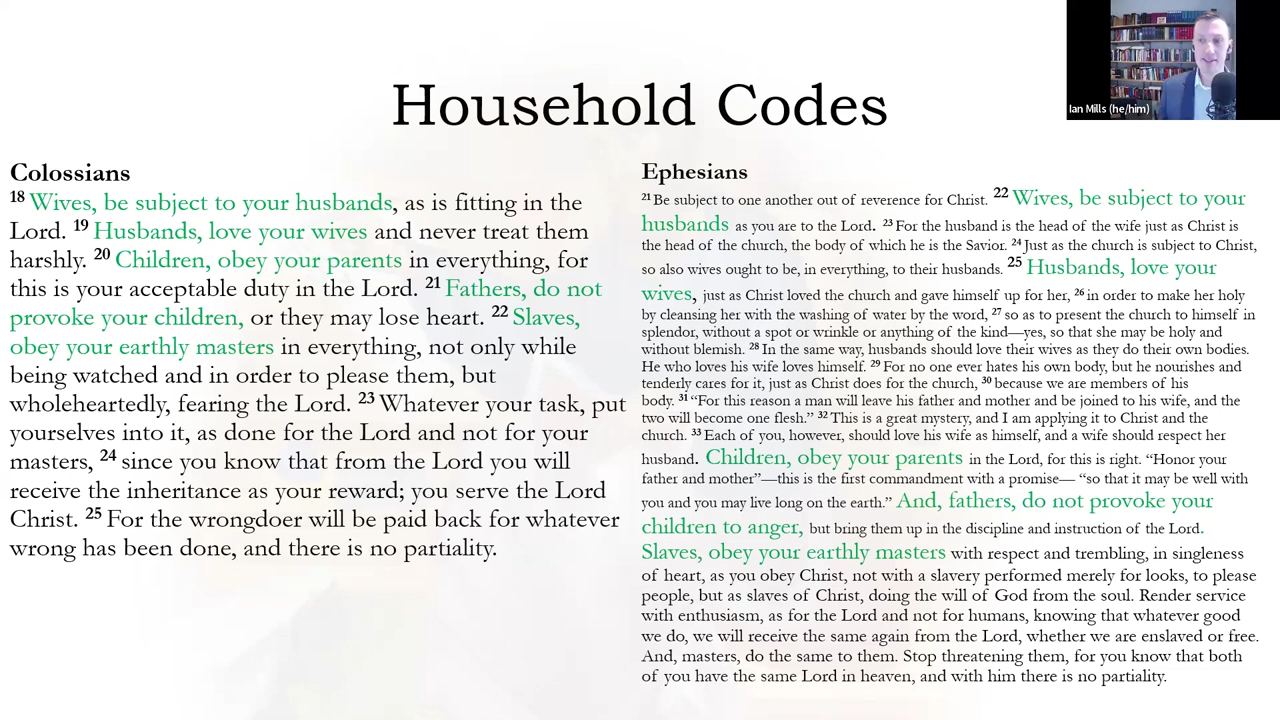 Ian Mills (he/him)
Household Codes
Colossians
18 Wives, be subject to your husbands, as is fitting in the
Lord. 19 Husbands, love your wives and never treat them
harshly. 20 Children, obey your parents in everything, for
this is your acceptable duty in the Lord. 21 Fathers, do not
provoke your children, or they may lose heart. 22 Slaves,
obey your earthly masters in everything, not only while
being watched and in order to please them, but
wholeheartedly, fearing the Lord. 23 Whatever your task, put
yourselves into it, as done for the Lord and not for your
masters, 24 since you know that from the Lord you will
receive the inheritance as your reward; you serve the Lord
Christ. 25 For the wrongdoer will be paid back for whatever
wrong has been done, and there is no partiality.
Ephesians
21 Be subject to one another out of reverence for Christ. 22 Wives, be subject to your
husbands as you are to the Lord. 23 For the husband is the head of the wife just as Christ is
the head of the church, the body of which he is the Savior. 24 Just as the church is subject to Christ,
so also wives ought to be, in everything, to their husbands. 25 Husbands, love your
wives, just as Christ loved the church and gave himself up for her, 26 in order to make her holy
by cleansing her with the washing of water by the word, 27 so as to present the church to himself in
splendor, without a spot or wrinkle or anything of the kind—yes, so that she may be holy and
without blemish. 28 In the same way, husbands should love their wives as they do their own bodies.
He who loves his wife loves himself. 29 For no one ever hates his own body, but he nourishes and
tenderly cares for it, just as Christ does for the church, 30 because we are members of his
body. 31 “For this reason a man will leave his father and mother and be joined to his wife, and the
two will become one flesh.” 32 This is a great mystery, and I am applying it to Christ and the
church. 33 Each of you, however, should love his wife as himself, and a wife should respect her
husband. Children, obey your parents in the Lord, for this is right. “Honor your
father and mother”—this is the first commandment with a promise— “so that it may be well with
you and you may live long on the earth.” And, fathers, do not provoke your
children to anger, but bring them up in the discipline and instruction of the Lord.
Slaves, obey your earthly masters with respect and trembling, in singleness
of heart, as you obey Christ, not with a slavery performed merely for looks, to please
people, but as slaves of Christ, doing the will of God from the soul. Render service
with enthusiasm, as for the Lord and not for humans, knowing that whatever good
we do, we will receive the same again from the Lord, whether we are enslaved or free.
And, masters, do the same to them. Stop threatening them, for you know that both
of you have the same Lord in heaven, and with him there is no partiality.